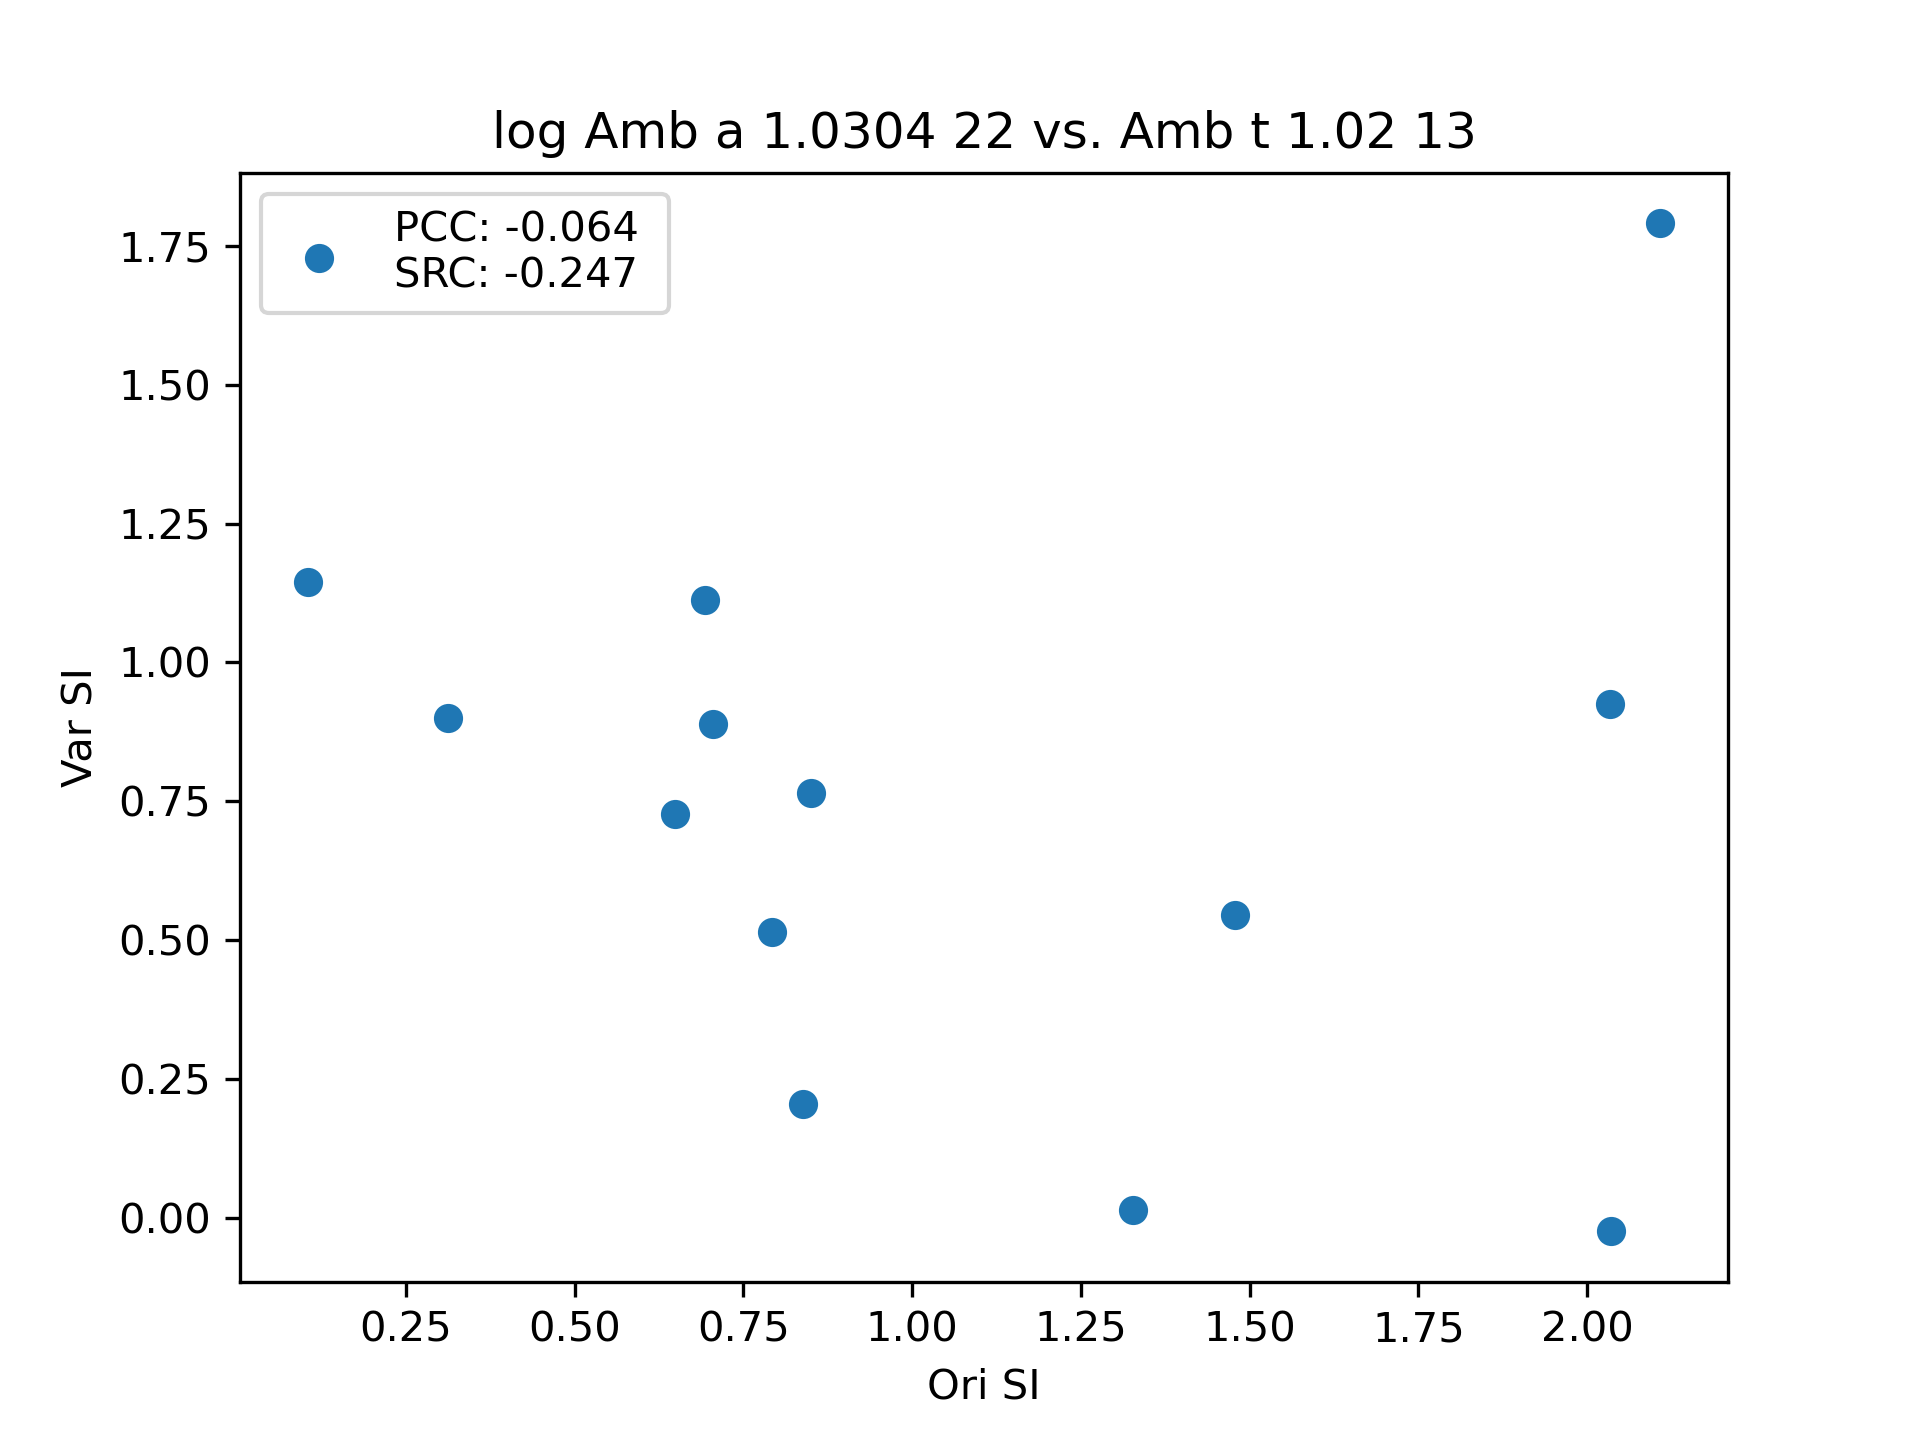 log Amb a 1.0304 22 vs. Amb t 1.02 13
PCC: -0.064
SRC: -0.247
1.75
1.50
1.25
1.00
0.75
0.50
0.25
0.00
Var SI
0.25 0.50 0.75 1.00 1.25 1.50 1.75 2.00
Ori SI